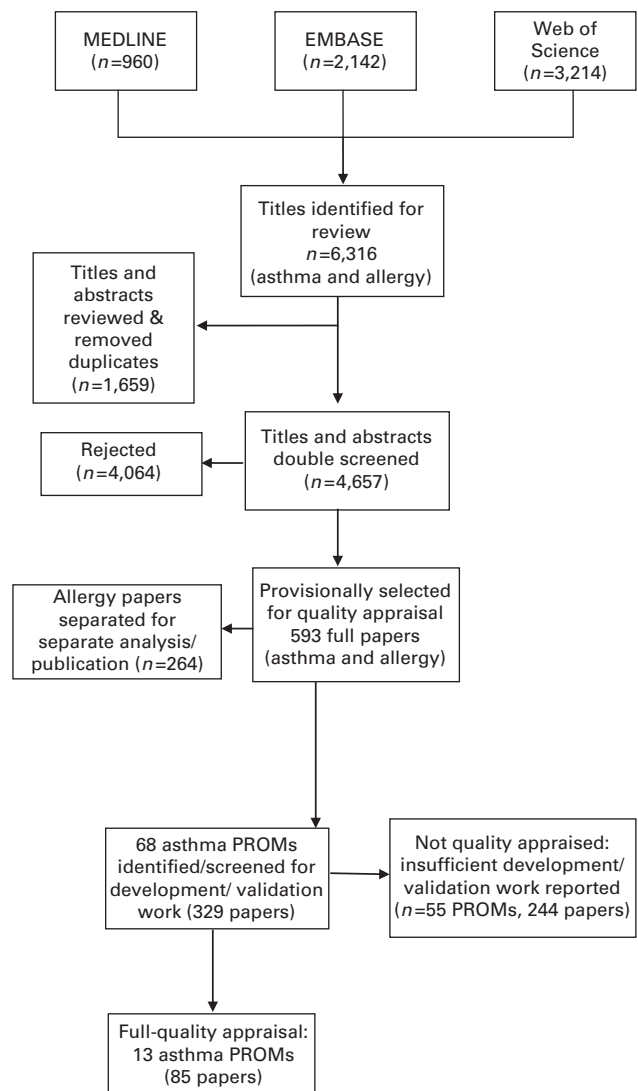 MEDLINE
(n=960)
EMBASE
(n=2,142)
Web of
Science
(n=3,214)
Titles identified for
review
n=6,316
(asthma and allergy)
Titles and
abstracts
reviewed &
removed
duplicates
(n=1,659)
Rejected
(n=4,064)
Titles and abstracts
double screened
(n=4,657)
Allergy papers
separated for
separate analysis/
publication (n=264)
Provisionally selected
for quality appraisal
593 full papers
(asthma and allergy)
68 asthma PROMs
identified/screened for
development/ validation
work (329 papers)
Not quality appraised:
insufficient development/
validation work reported
(n=55 PROMs, 244 papers)
Full-quality appraisal:
13 asthma PROMs
(85 papers)